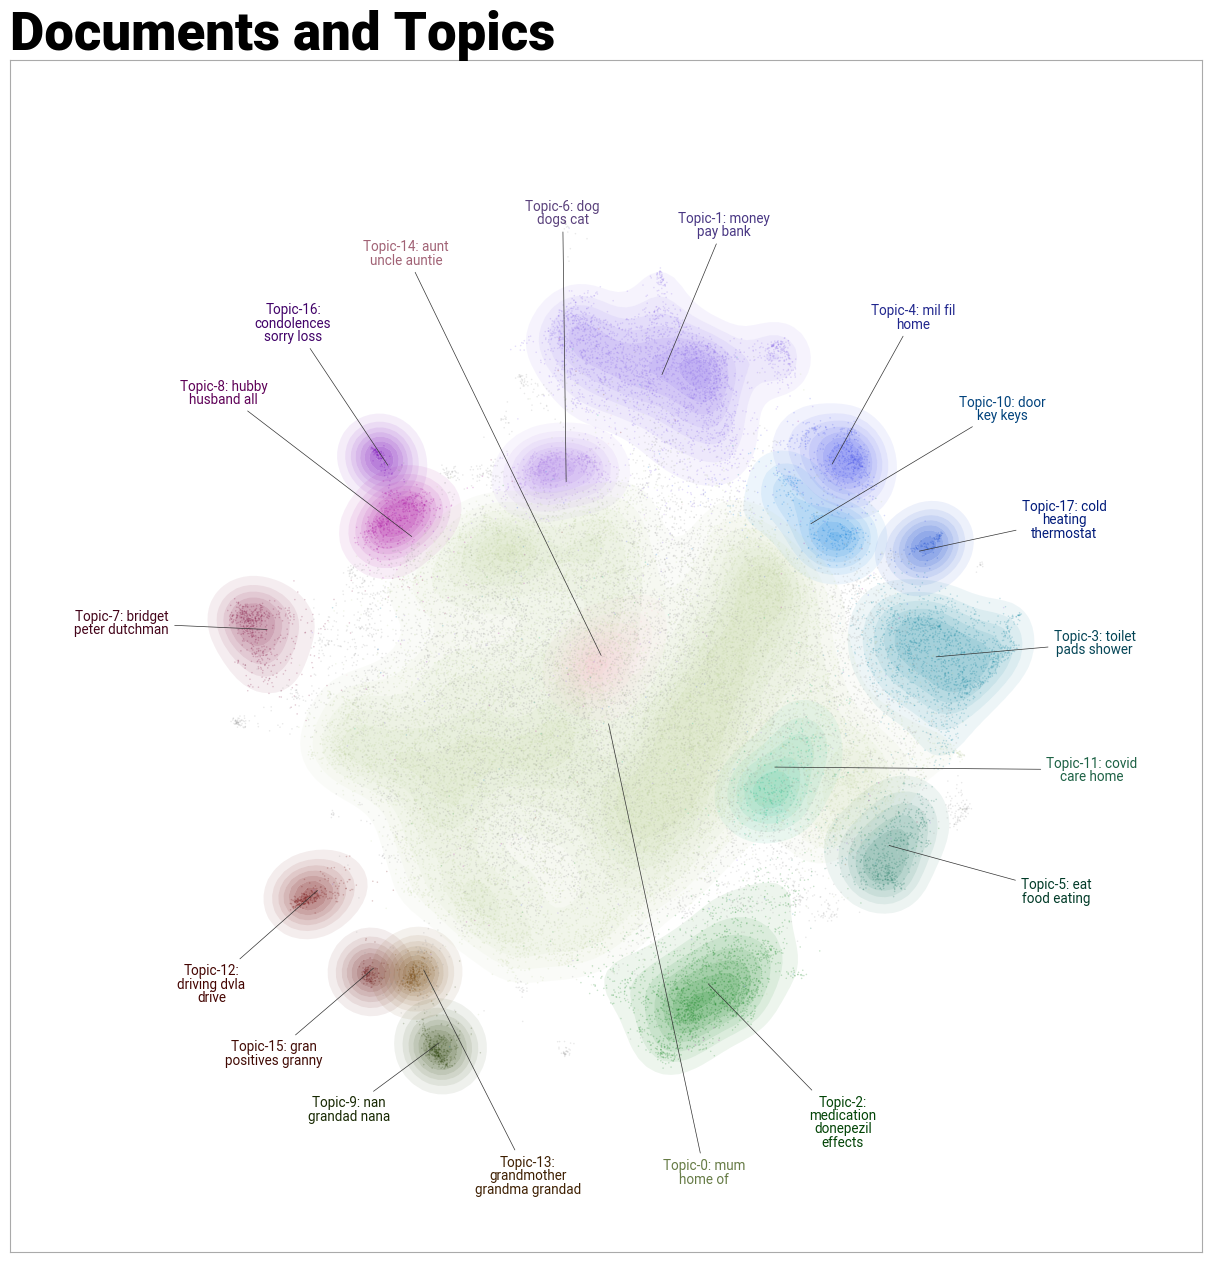 Documents and Topics
Topic-6: dog
dogs cat
Topic-1: money
pay bank
Topic-14: aunt
uncle auntie
Topic-16:
condolences
sorry loss
Topic-4: mil fil
home
Topic-8: hubby
husband all
Topic-10: door
key keys
Topic-17: cold
heating
thermostat
Topic-7: bridget
peter dutchman
Topic-3: toilet
pads shower
Topic-11: covid
care home
Topic-5: eat
food eating
Topic-12:
driving dvla
drive
Topic-15: gran
positives granny
Topic-9: nan
grandad nana
Topic-2:
medication
donepezil
effects
Topic-13:
grandmother
grandma grandad
Topic-0: mum
home of